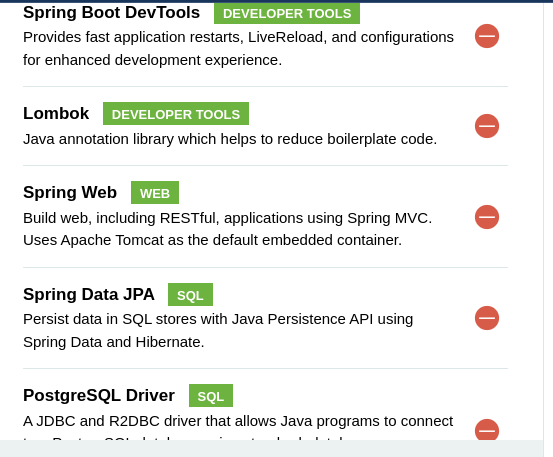 Spring Boot DevTools DEVELOPER TOOLS
Provides fast application restarts, LiveReload, and configurations
for enhanced development experience.
Lombok DEVELOPER TOOLS
Java annotation library which helps to reduce boilerplate code.
Spring Web WEB
Build web, including RESTful, applications using Spring MVC.
Uses Apache Tomcat as the default embedded container.
Spring Data JPA SQL
Persist data in SQL stores with Java Persistence API using
Spring Data and Hibernate.
PostgreSQL Driver SQL
A JDBC and R2DBC driver that allows Java programs to connect